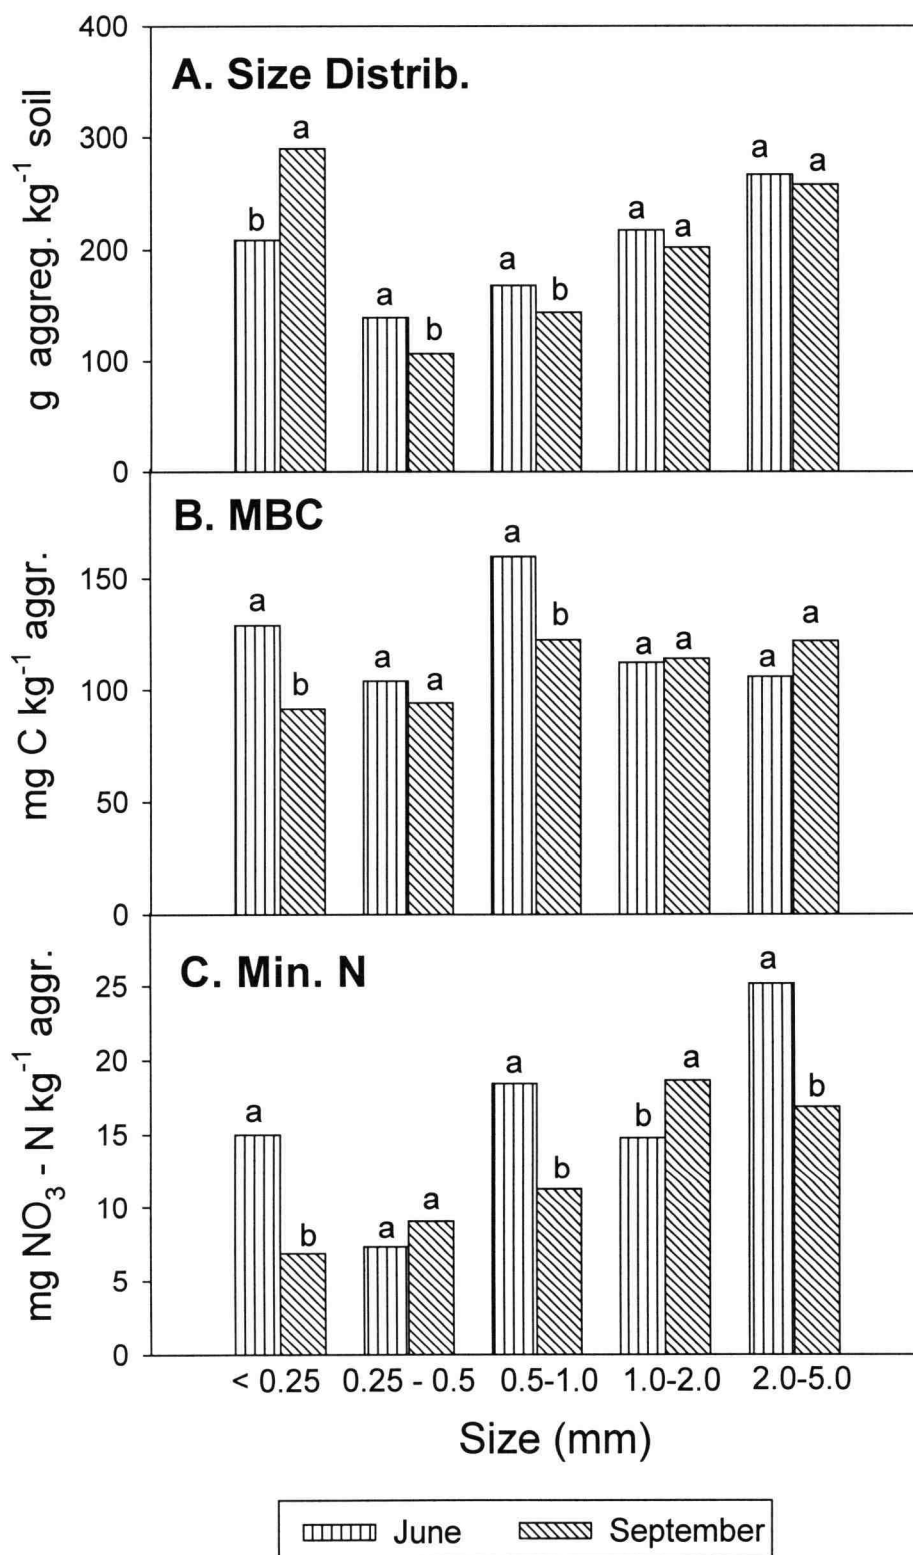 400
A. Size Distrib.
300
200
100
0
g aggreg. kg⁻¹ soil
b a a b a b a a a a
B. MBC
150
100
50
0
mg C kg⁻¹ aggr.
a b a a a b a a a a
C. Min. N
25
20
15
10
5
0
mg NO₃ - N kg⁻¹ aggr.
a b a a a b b a a b
< 0.25 0.25 - 0.5 0.5-1.0 1.0-2.0 2.0-5.0
Size (mm)
June September